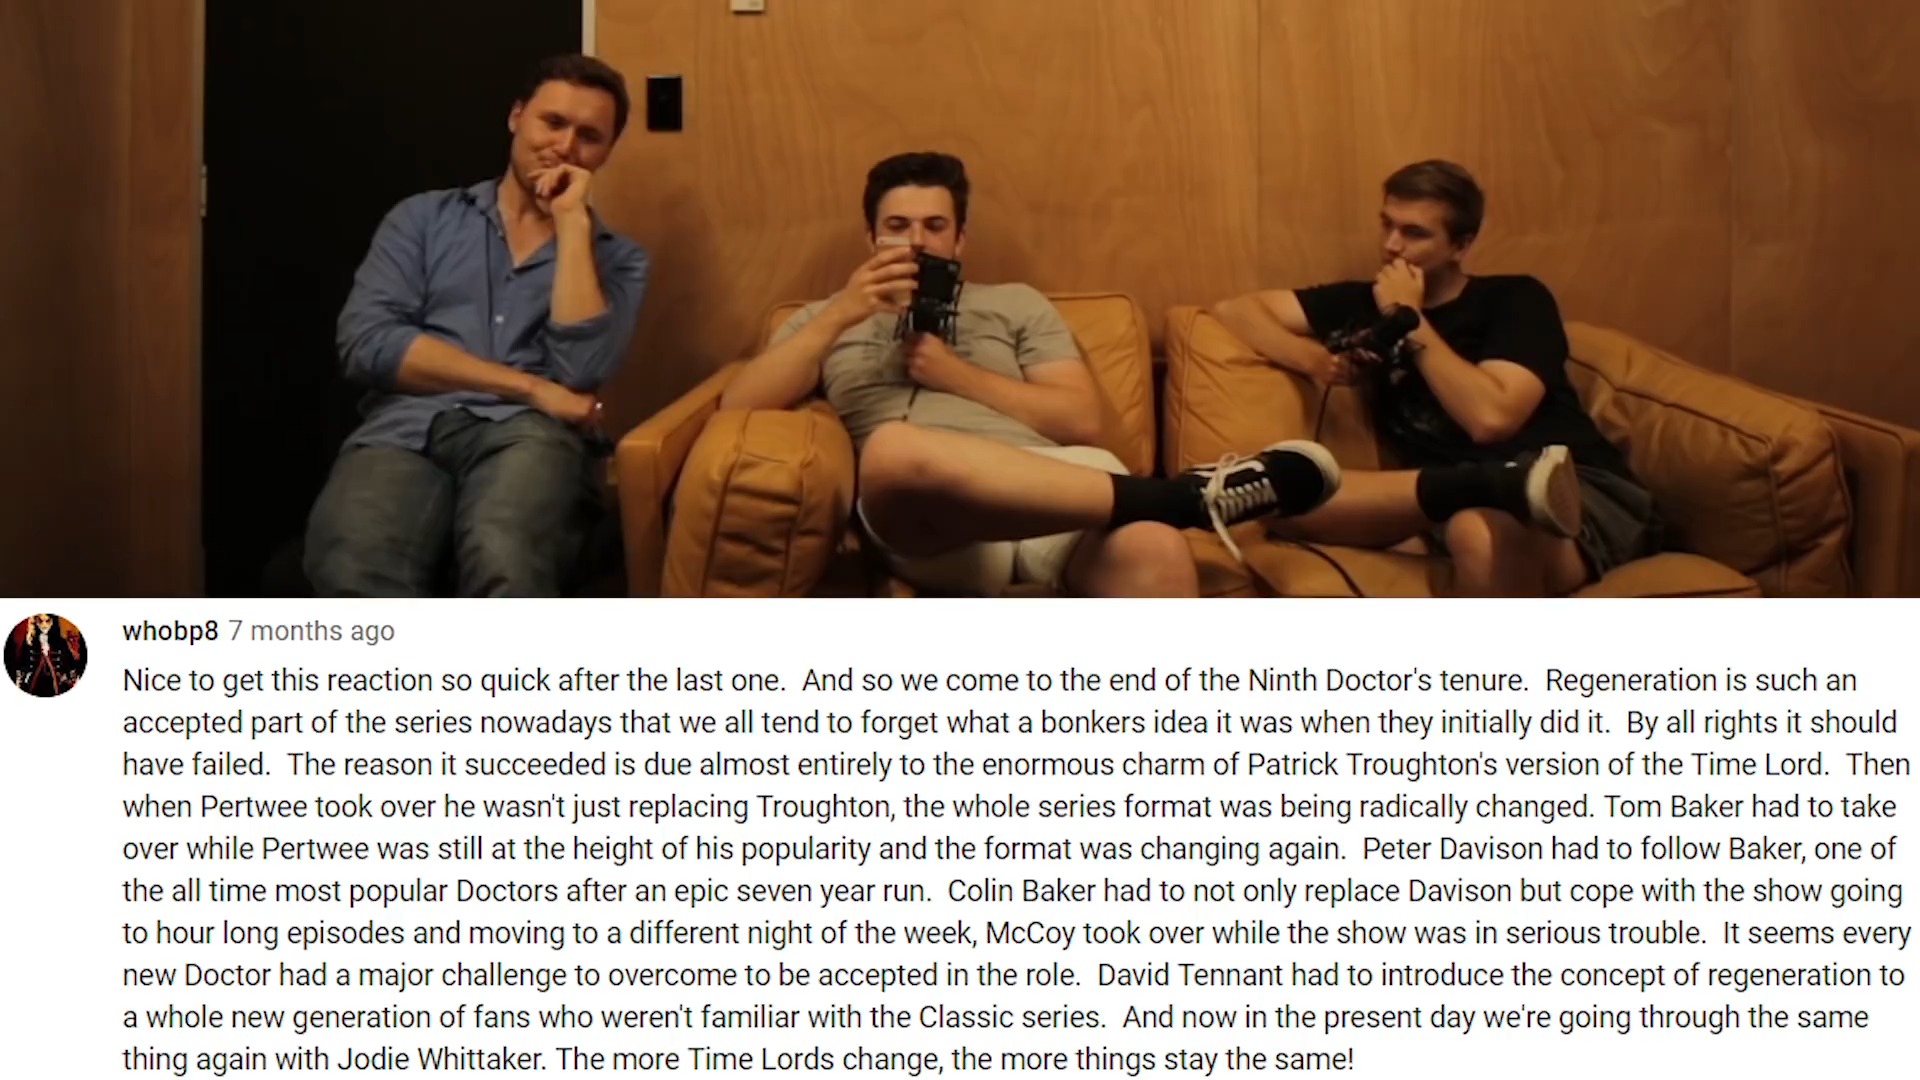 whobp8 7 months ago
Nice to get this reaction so quick after the last one.  And so we come to the end of the Ninth Doctor's tenure.  Regeneration is such an
accepted part of the series nowadays that we all tend to forget what a bonkers idea it was when they initially did it.  By all rights it should
have failed.  The reason it succeeded is due almost entirely to the enormous charm of Patrick Troughton's version of the Time Lord.  Then
when Pertwee took over he wasn't just replacing Troughton, the whole series format was being radically changed. Tom Baker had to take
over while Pertwee was still at the height of his popularity and the format was changing again.  Peter Davison had to follow Baker, one of
the all time most popular Doctors after an epic seven year run.  Colin Baker had to not only replace Davison but cope with the show going
to hour long episodes and moving to a different night of the week, McCoy took over while the show was in serious trouble.  It seems every
new Doctor had a major challenge to overcome to be accepted in the role.  David Tennant had to introduce the concept of regeneration to
a whole new generation of fans who weren't familiar with the Classic series.  And now in the present day we're going through the same
thing again with Jodie Whittaker. The more Time Lords change, the more things stay the same!